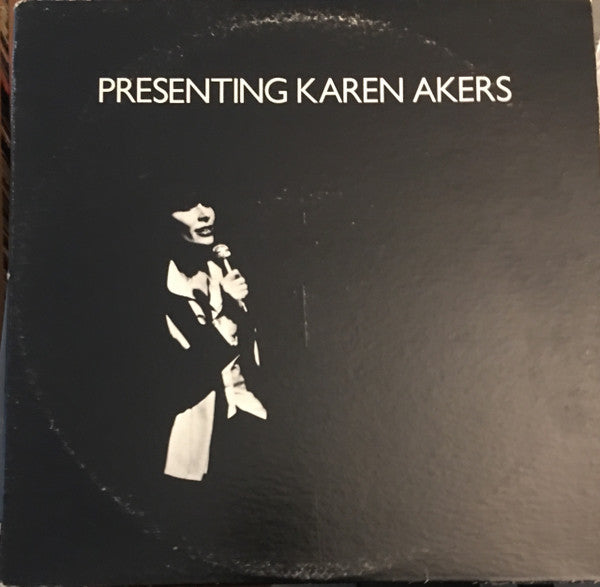 PRESENTING KAREN AKERS